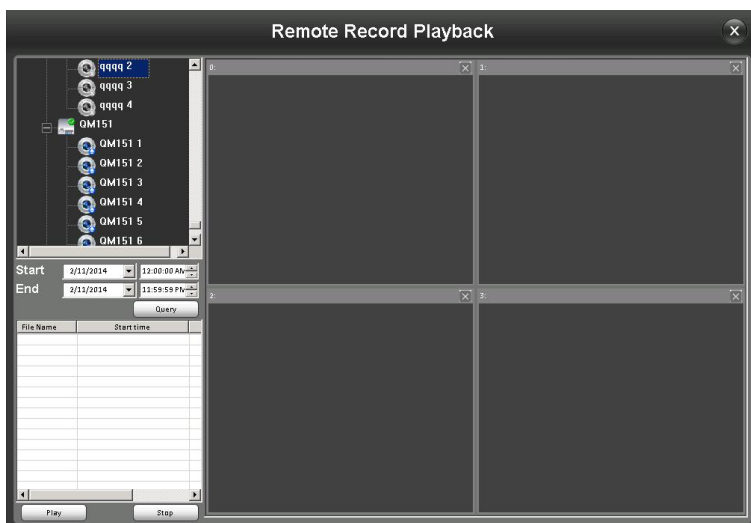 Remote Record Playback
qqqq 2
qqqq 3
qqqq 4
QM151
QM151 1
QM151 2
QM151 3
QM151 4
QM151 5
QM151 6
Start 2/11/2014 12:00:00 AM
End 2/11/2014 11:59:59 PM
Query
File Name Start time
Play Stop
0: 1:
2: 3: